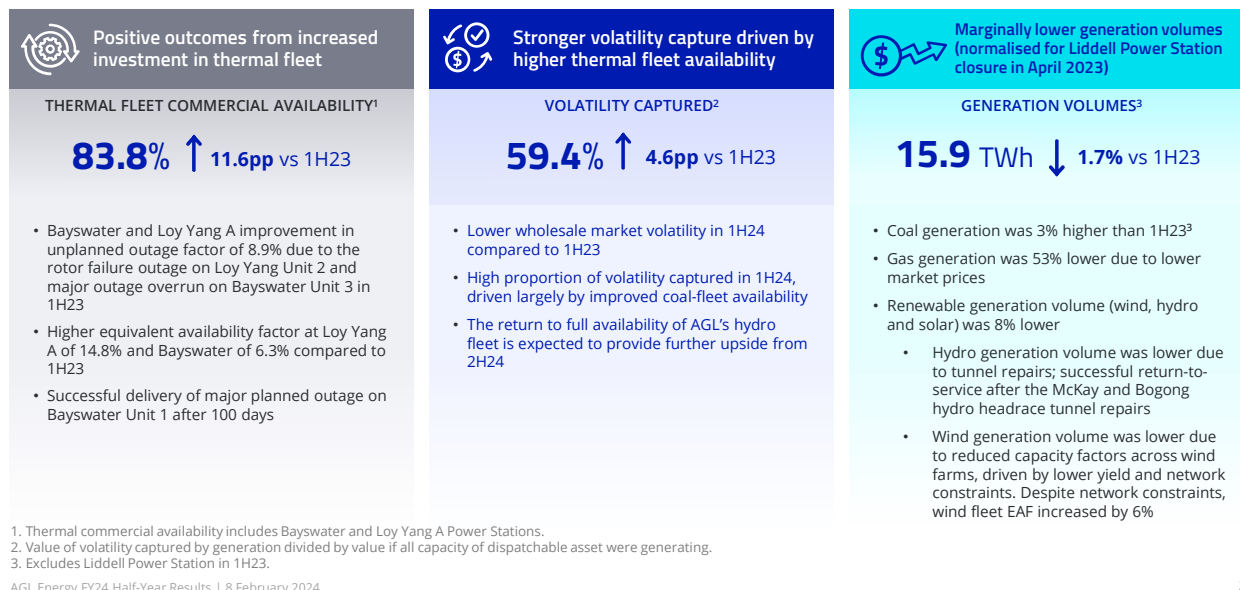 Positive outcomes from increased
investment in thermal fleet
THERMAL FLEET COMMERCIAL AVAILABILITY¹
83.8% 11.6pp vs 1H23
• Bayswater and Loy Yang A improvement in
unplanned outage factor of 8.9% due to the
rotor failure outage on Loy Yang Unit 2 and
major outage overrun on Bayswater Unit 3 in
1H23
• Higher equivalent availability factor at Loy Yang
A of 14.8% and Bayswater of 6.3% compared to
1H23
• Successful delivery of major planned outage on
Bayswater Unit 1 after 100 days
Stronger volatility capture driven by
higher thermal fleet availability
VOLATILITY CAPTURED²
59.4% 4.6pp vs 1H23
• Lower wholesale market volatility in 1H24
compared to 1H23
• High proportion of volatility captured in 1H24,
driven largely by improved coal-fleet availability
• The return to full availability of AGL's hydro
fleet is expected to provide further upside from
2H24
Marginally lower generation volumes
(normalised for Liddell Power Station
closure in April 2023)
GENERATION VOLUMES³
15.9 TWh 1.7% vs 1H23
• Coal generation was 3% higher than 1H23³
• Gas generation was 53% lower due to lower
market prices
• Renewable generation volume (wind, hydro
and solar) was 8% lower
• Hydro generation volume was lower due
to tunnel repairs; successful return-to-
service after the McKay and Bogong
hydro headrace tunnel repairs
• Wind generation volume was lower due
to reduced capacity factors across wind
farms, driven by lower yield and network
constraints. Despite network constraints,
wind fleet EAF increased by 6%
1. Thermal commercial availability includes Bayswater and Loy Yang A Power Stations.
2. Value of volatility captured by generation divided by value if all capacity of dispatchable asset were generating.
3. Excludes Liddell Power Station in 1H23.
AGL Energy FY24 Half-Year Results | 8 February 2024